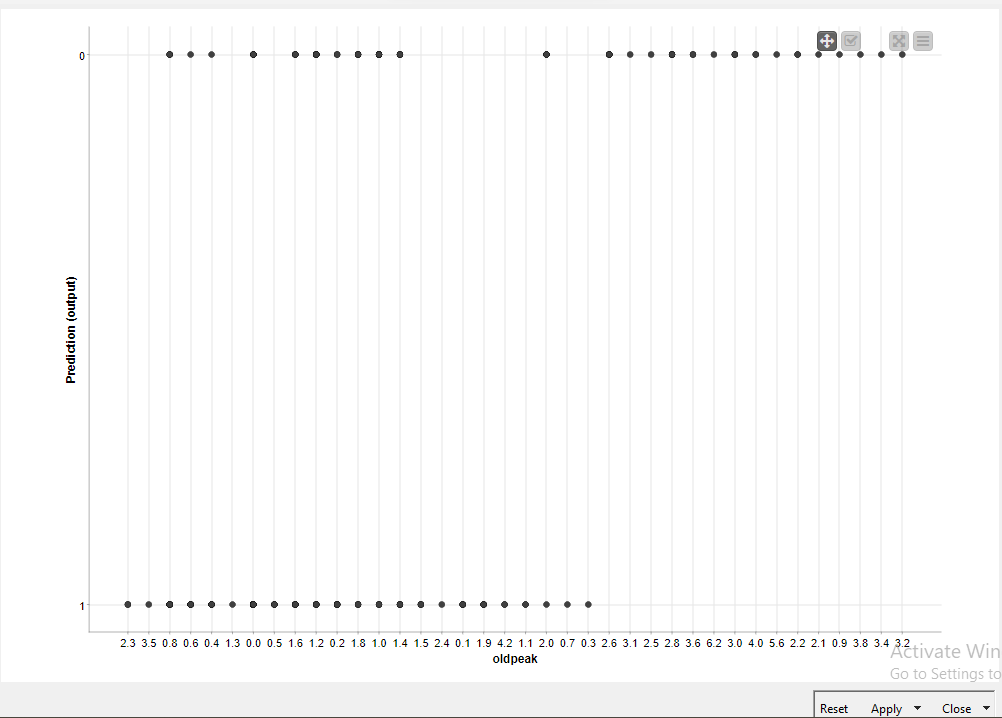 0
Prediction (output)
1
2.3 3.5 0.8 0.6 0.4 1.3 0.0 0.5 1.6 1.2 0.2 1.8 1.0 1.4 1.5 2.4 0.1 1.9 4.2 1.1 2.0 0.7 0.3 2.6 3.1 2.5 2.8 3.6 6.2 3.0 4.0 5.6 2.2 2.1 0.9 3.8 3.4 3.2
oldpeak
Activate Win
Go to Settings to
Reset Apply Close